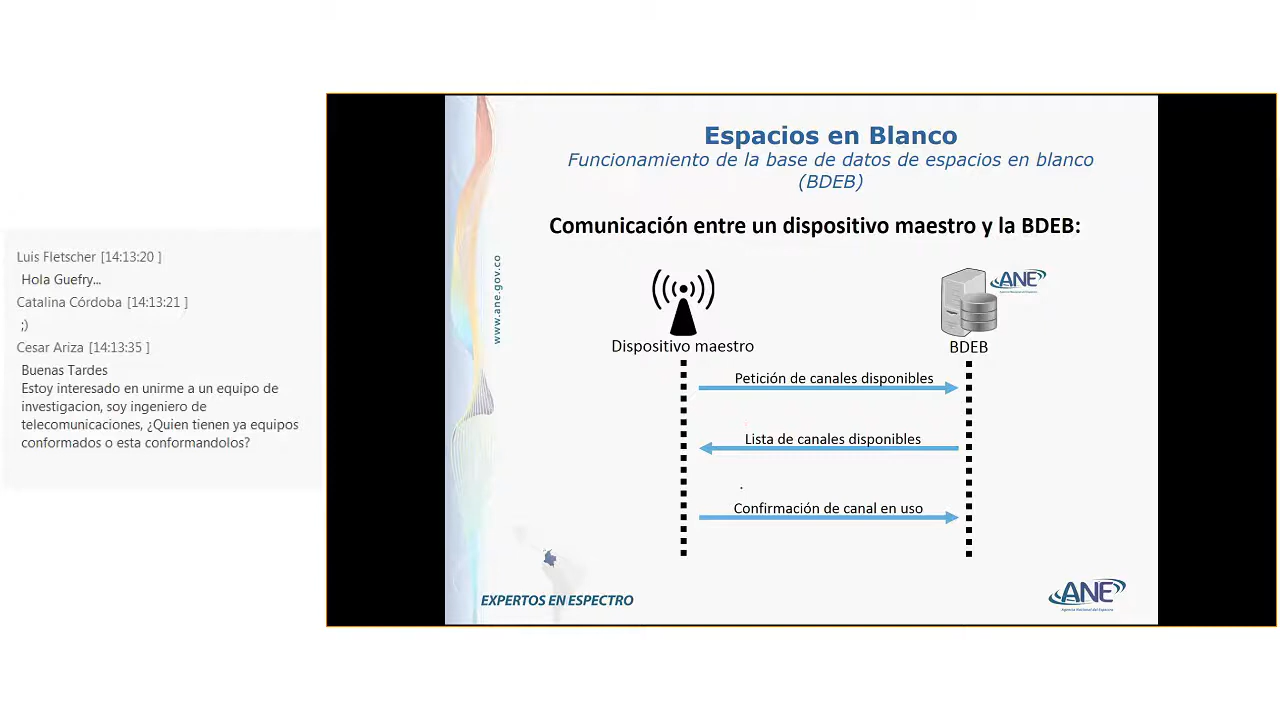 Luis Fletscher [14:13:20 ]
Hola Guefry...
Catalina Córdoba [14:13:21 ]
;)
Cesar Ariza [14:13:35 ]
Buenas Tardes
Estoy interesado en unirme a un equipo de
investigacion, soy ingeniero de
telecomunicaciones, ¿Quien tienen ya equipos
conformados o esta conformandolos?
Espacios en Blanco
Funcionamiento de la base de datos de espacios en blanco
(BDEB)
Comunicación entre un dispositivo maestro y la BDEB:
www.ane.gov.co
ANE
Dispositivo maestro
BDEB
Petición de canales disponibles
Lista de canales disponibles
Confirmación de canal en uso
EXPERTOS EN ESPECTRO
ANE
Agencia Nacional del Espectro